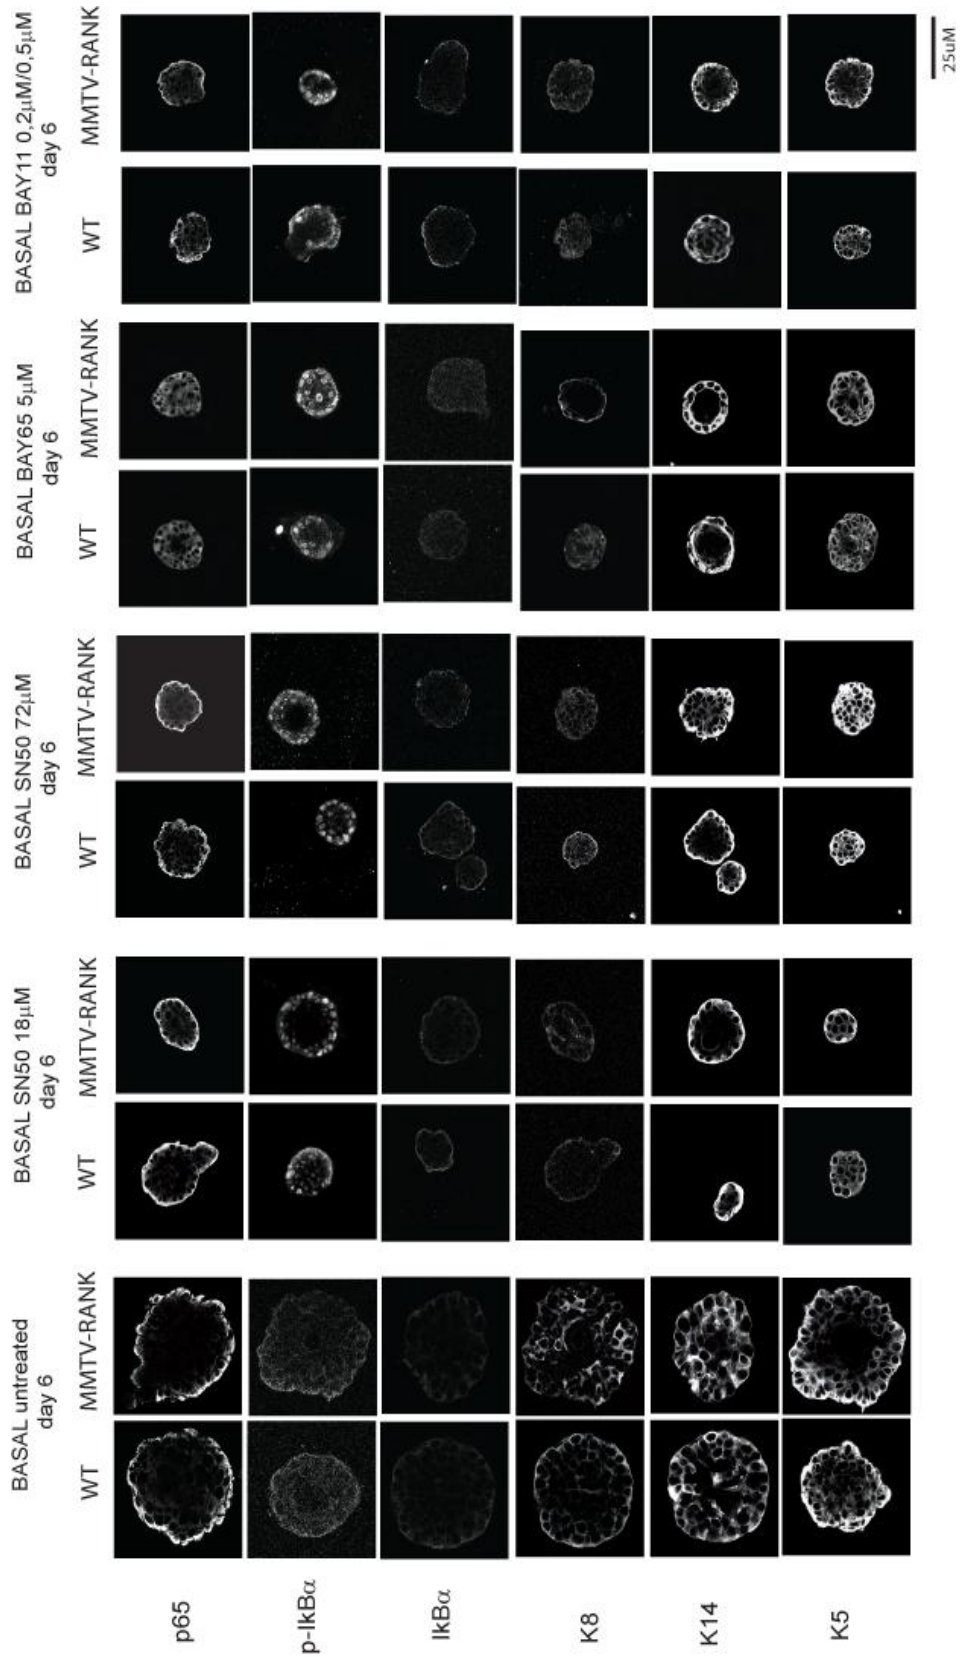 BASAL untreated
day 6
BASAL SN50 18µM
day 6
BASAL SN50 72µM
day 6
BASAL BAY65 5µM
day 6
BASAL BAY11 0,2µM/0,5µM
day 6
WT MMTV-RANK WT MMTV-RANK WT MMTV-RANK WT MMTV-RANK WT MMTV-RANK
p65
p-IkBα
IkBα
K8
K14
K5
25uM